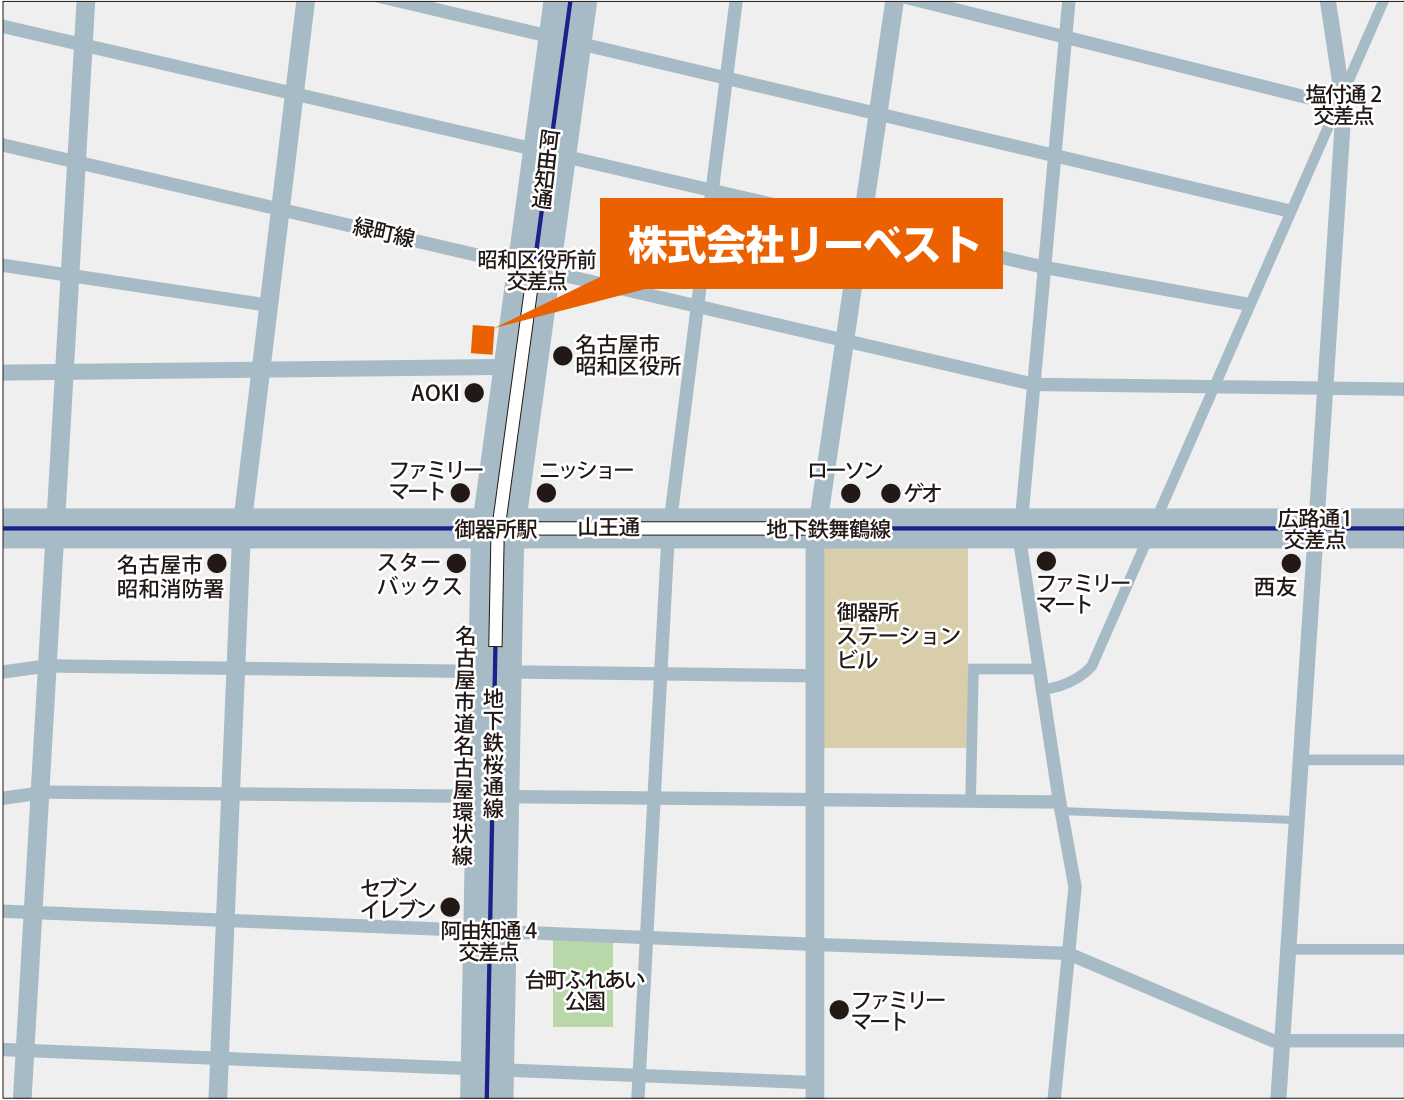 塩付通 2
交差点
阿由知通
緑町線
株式会社リーベスト
昭和区役所前
交差点
名古屋市
昭和区役所
AOKI
ファミリー
マート
ニッショー
ローソン
ゲオ
御器所駅
山王通
地下鉄舞鶴線
広路通1
交差点
名古屋市
昭和消防署
スター
バックス
ファミリー
マート
西友
御器所
ステーション
ビル
名古屋市道名古屋環状線
地下鉄桜通線
セブン
イレブン
阿由知通 4
交差点
台町ふれあい
公園
ファミリー
マート